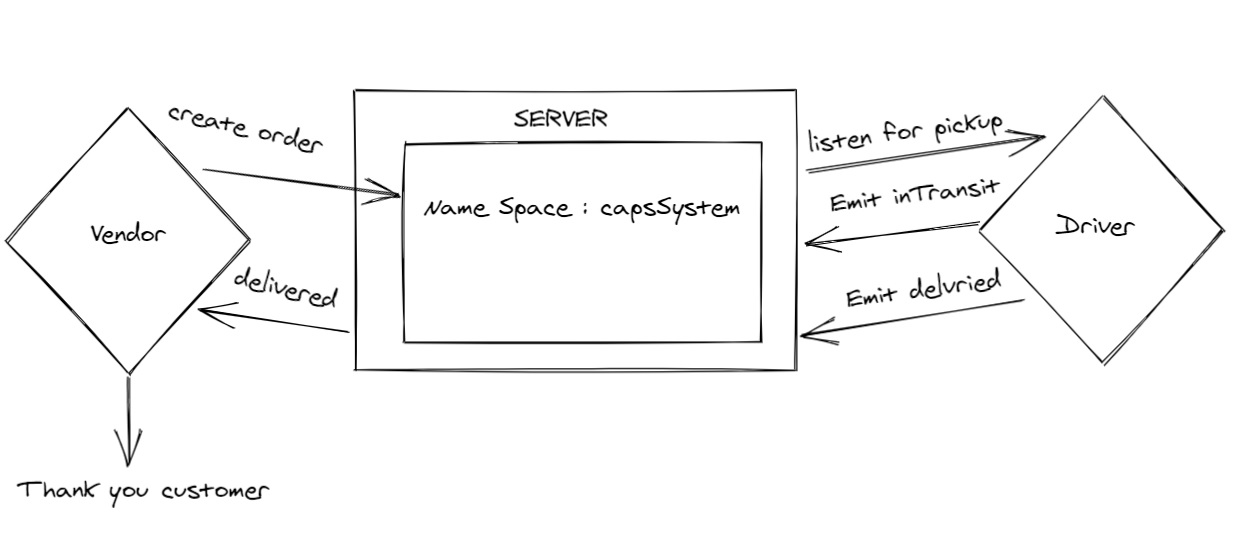 create order
SERVER
listen for pickup
Name Space : capsSystem
Emit inTransit
Vendor
Driver
delivered
Emit delvried
Thank you customer